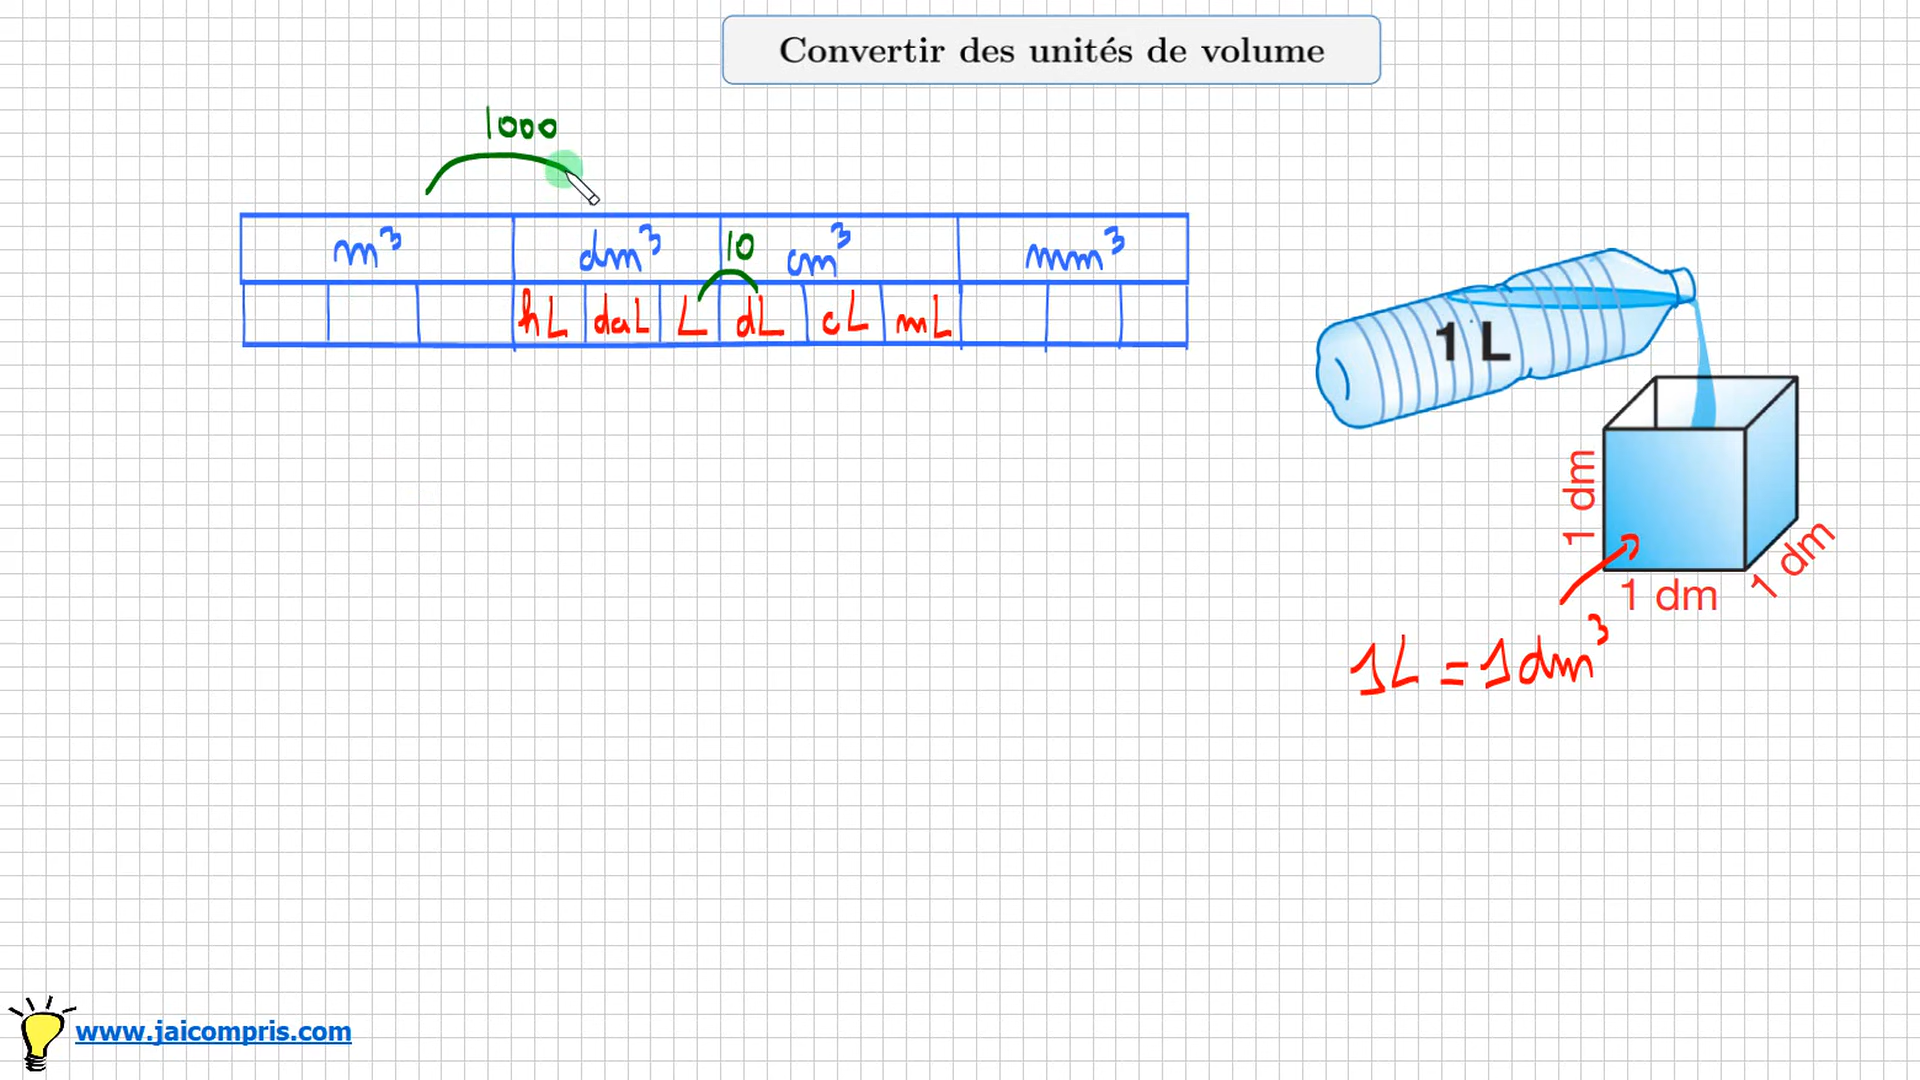 Convertir des unités de volume
1000
m³ dm³ cm³ mm³
10
hL daL L dL cL mL
1 L
1 dm
1 dm
1 dm
1L = 1dm³
www.jaicompris.com